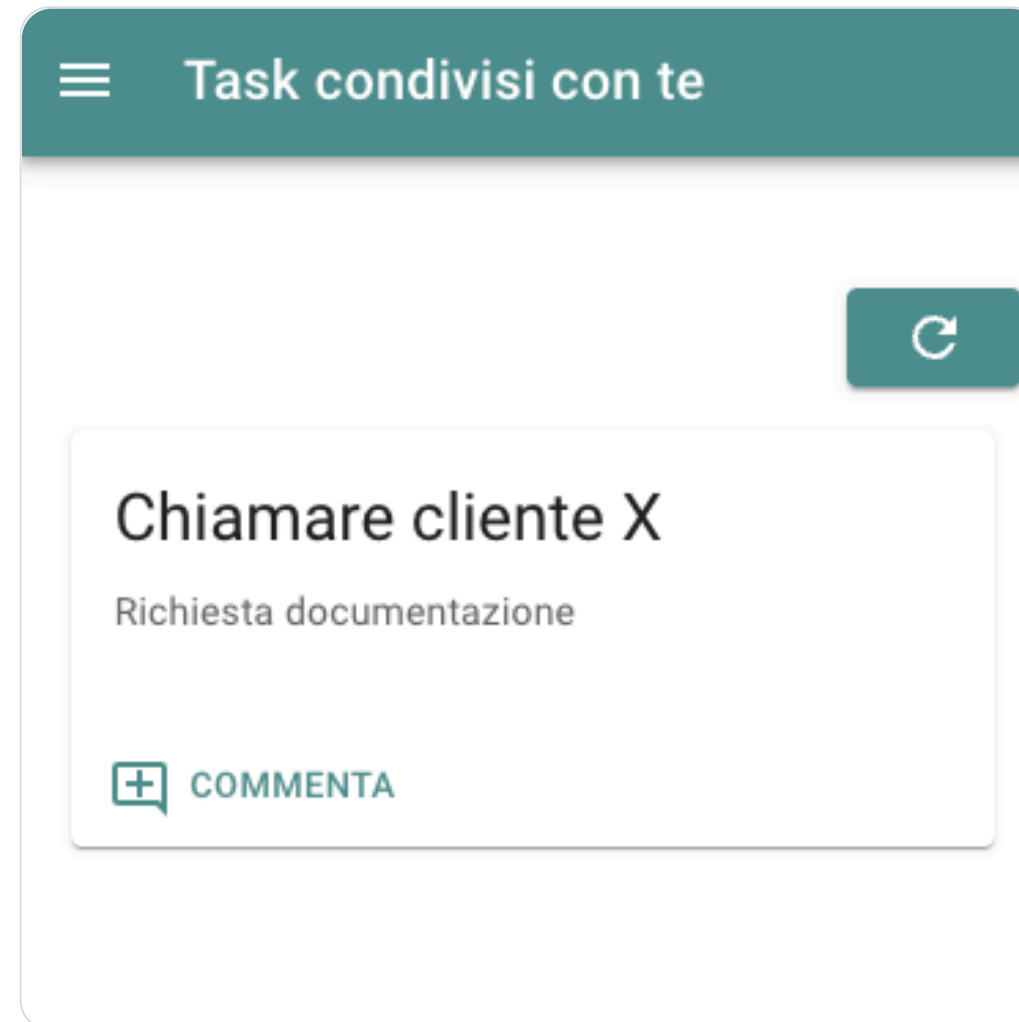 Task condivisi con te
Chiamare cliente X
Richiesta documentazione
COMMENTA